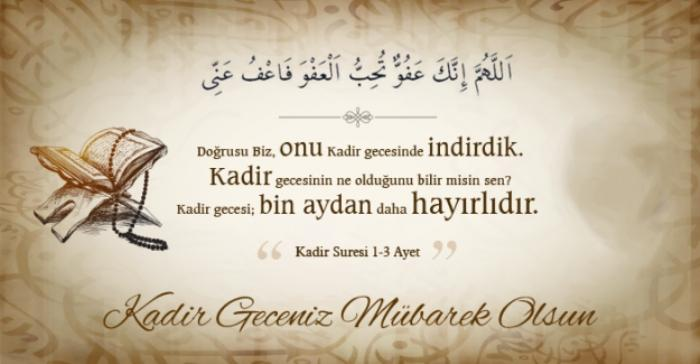 اَللَّهُمَّ إِنَّكَ عَفُوٌّ تُحِبُّ الْعَفْوَ فَاعْفُ عَنِّى
Doğrusu Biz, onu Kadir gecesinde indirdik.
Kadir gecesinin ne olduğunu bilir misin sen?
Kadir gecesi; bin aydan daha hayırlıdır.
“ Kadir Suresi 1-3 Ayet ”
Kadir Geceniz Mübarek Olsun